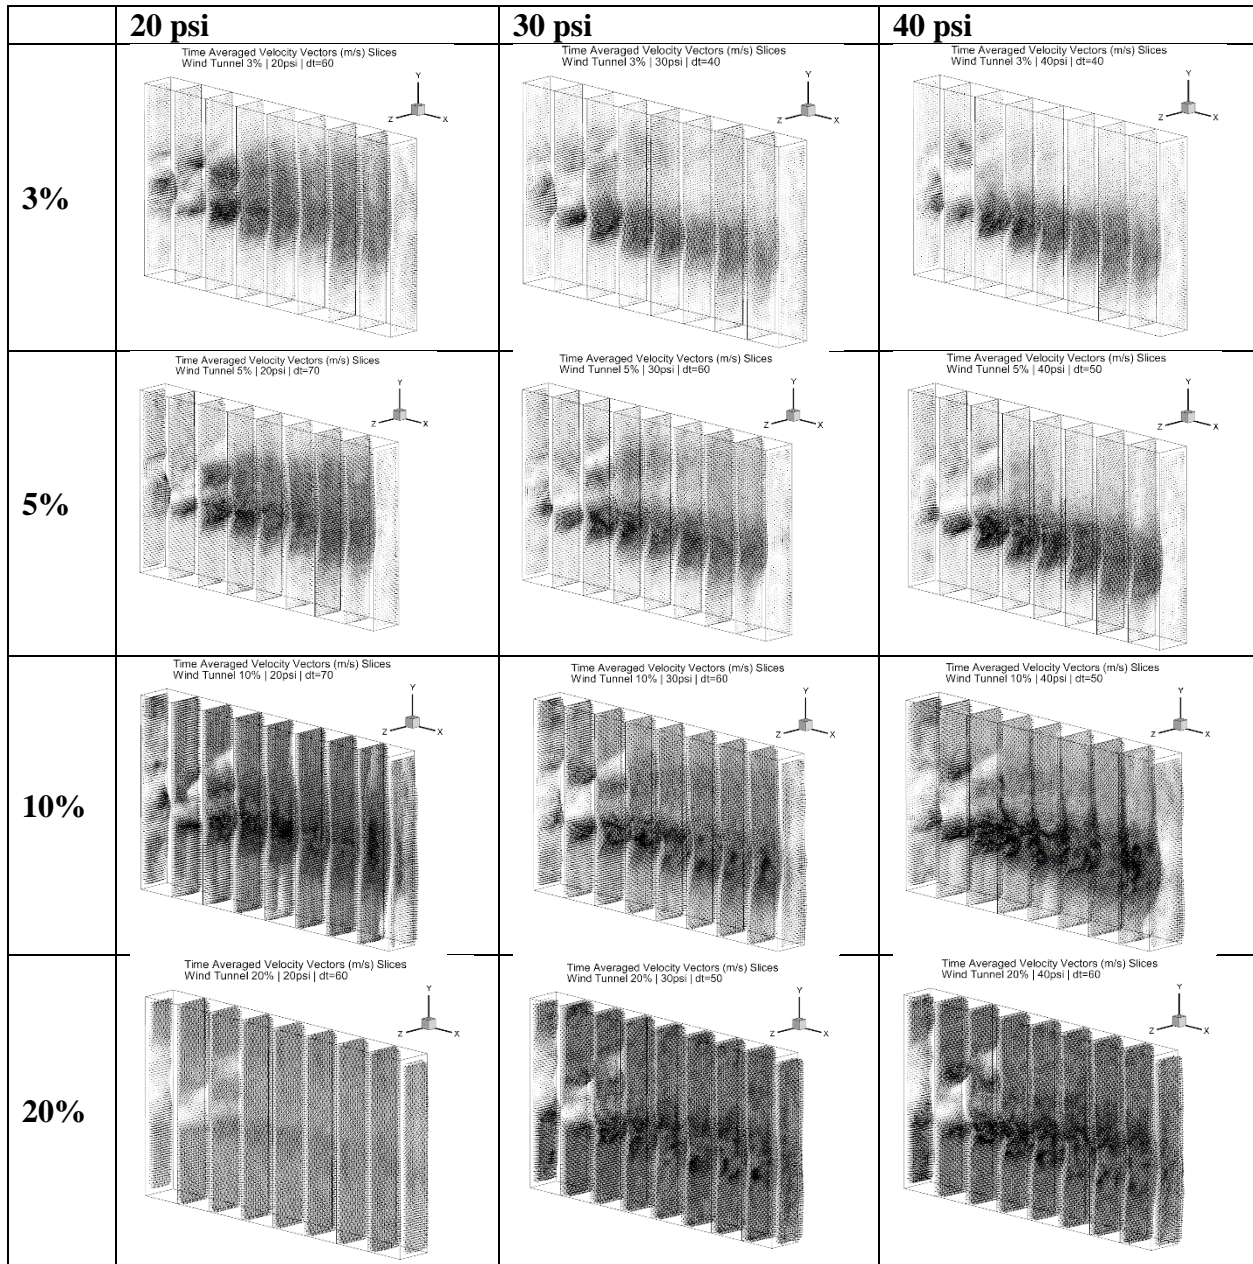 20 psi 30 psi 40 psi
3%
Time Averaged Velocity Vectors (m/s) Slices
Wind Tunnel 3% | 20psi | dt=60
Y
Z X
Time Averaged Velocity Vectors (m/s) Slices
Wind Tunnel 3% | 30psi | dt=40
Y
Z X
Time Averaged Velocity Vectors (m/s) Slices
Wind Tunnel 3% | 40psi | dt=40
Y
Z X
5%
Time Averaged Velocity Vectors (m/s) Slices
Wind Tunnel 5% | 20psi | dt=70
Y
Z X
Time Averaged Velocity Vectors (m/s) Slices
Wind Tunnel 5% | 30psi | dt=60
Y
Z X
Time Averaged Velocity Vectors (m/s) Slices
Wind Tunnel 5% | 40psi | dt=50
Y
Z X
10%
Time Averaged Velocity Vectors (m/s) Slices
Wind Tunnel 10% | 20psi | dt=70
Y
Z X
Time Averaged Velocity Vectors (m/s) Slices
Wind Tunnel 10% | 30psi | dt=60
Y
Z X
Time Averaged Velocity Vectors (m/s) Slices
Wind Tunnel 10% | 40psi | dt=50
Y
Z X
20%
Time Averaged Velocity Vectors (m/s) Slices
Wind Tunnel 20% | 20psi | dt=60
Y
Z X
Time Averaged Velocity Vectors (m/s) Slices
Wind Tunnel 20% | 30psi | dt=50
Y
Z X
Time Averaged Velocity Vectors (m/s) Slices
Wind Tunnel 20% | 40psi | dt=60
Y
Z X